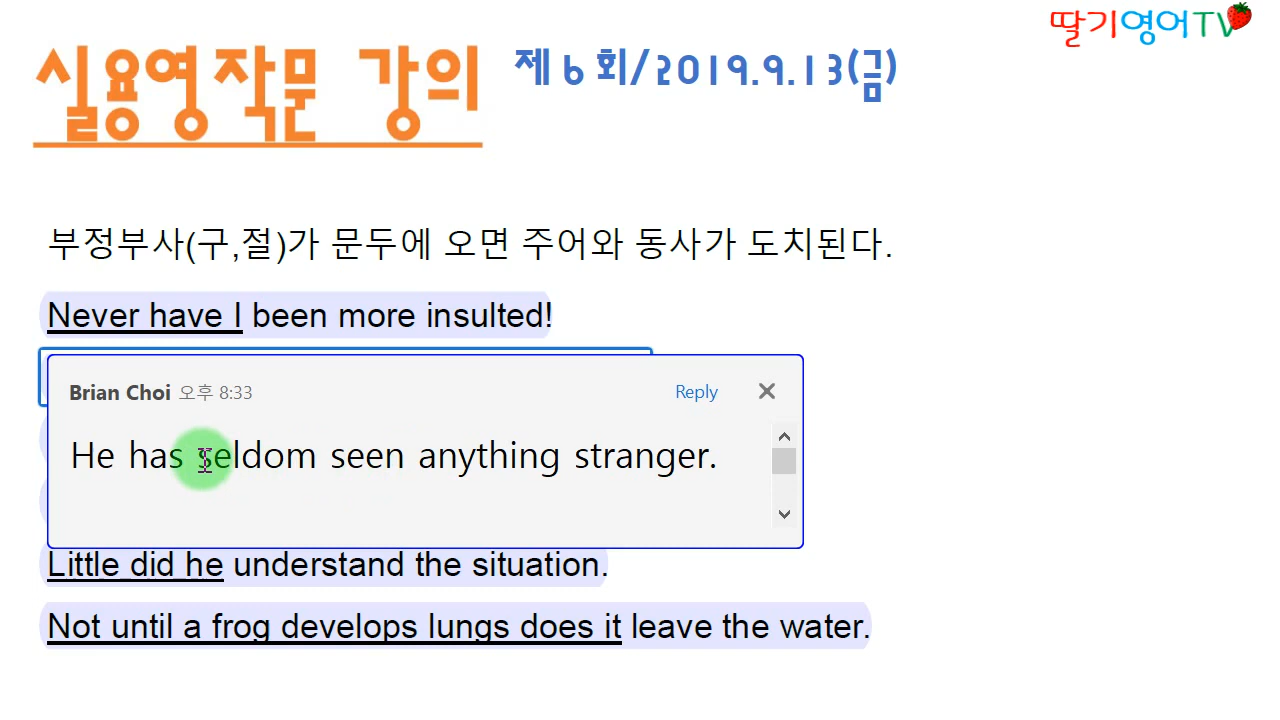 딸기영어TV
실용영작문 강의 제6회/2019.9.13(금)
부정부사(구,절)가 문두에 오면 주어와 동사가 도치된다.
Never have I been more insulted!
Brian Choi 오후 8:33 Reply
He has seldom seen anything stranger.
Little did he understand the situation.
Not until a frog develops lungs does it leave the water.